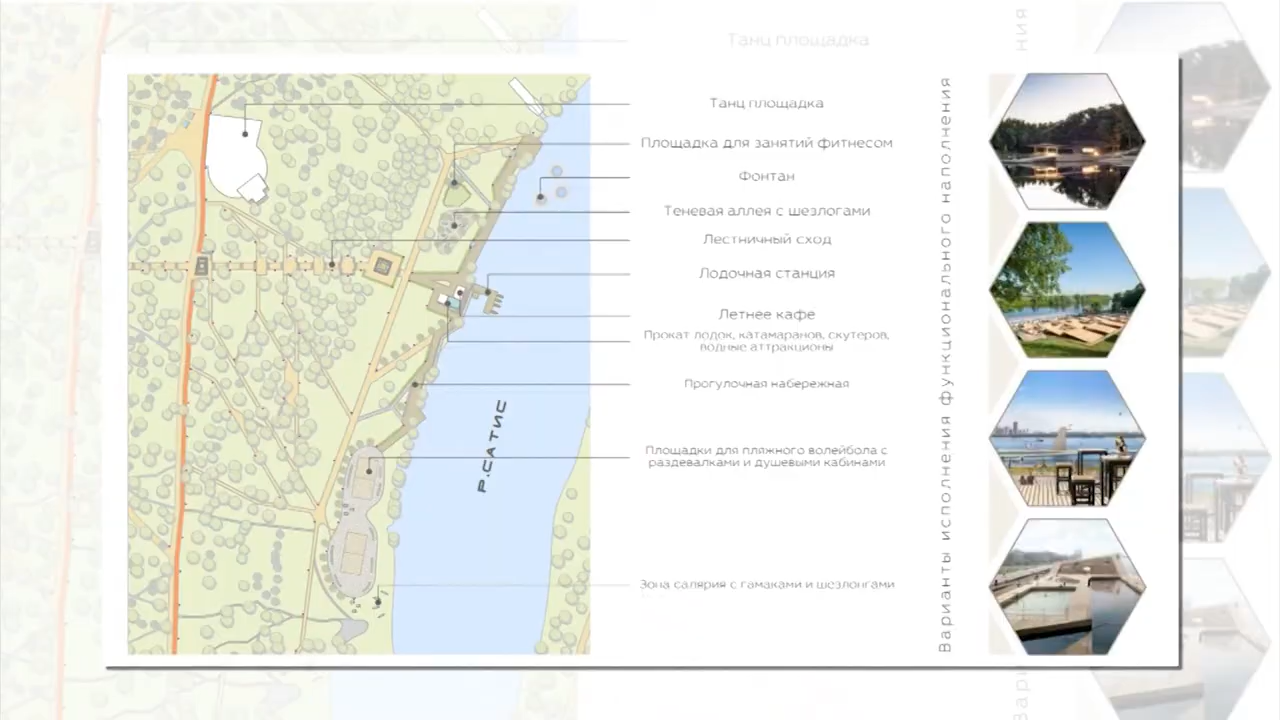 Танц площадка
Танц площадка
Площадка для занятий фитнесом
Фонтан
Теневая аллея с шезлогами
Лестничный сход
Лодочная станция
Летнее кафе
Прокат лодок, катамаранов, скутеров,
водные аттракционы
Прогулочная набережная
Р.САТИС
Площадки для пляжного волейбола с
раздевалками и душевыми кабинами
Зона салярия с гамаками и шезлонгами
Варианты исполнения функционального наполнения